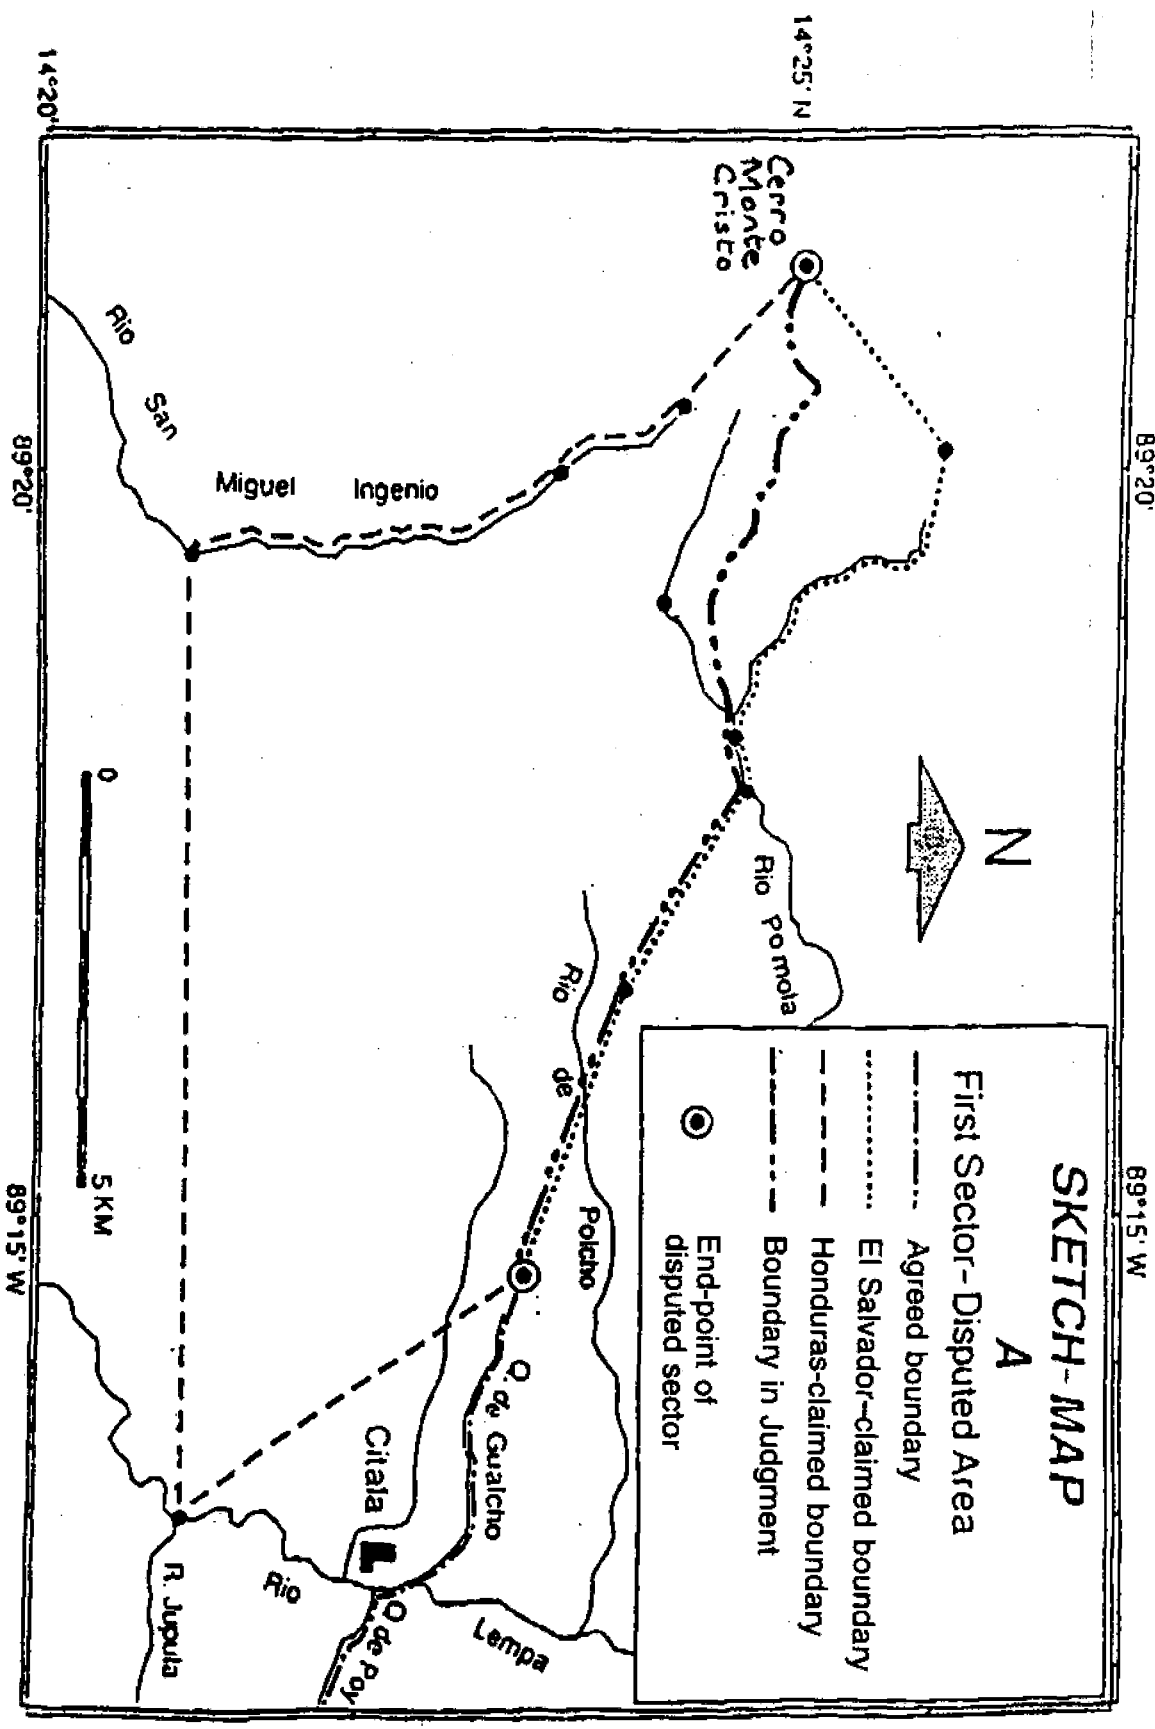 SKETCH-MAP
A
First Sector-Disputed Area
Agreed boundary
El Salvador-claimed boundary
Honduras-claimed boundary
Boundary in Judgment
End-point of
disputed sector
N
89°20'
89°15' W
14°25' N
14°20'
89°20'
89°15' W
Cerro
Monte
Cristo
Rio Pomola
Rio de Polcho
Rio San Miguel Ingenio
Q. de Gualcho
Citala
Rio Lempa
Q de Poy
R. Jupula
0
5 KM